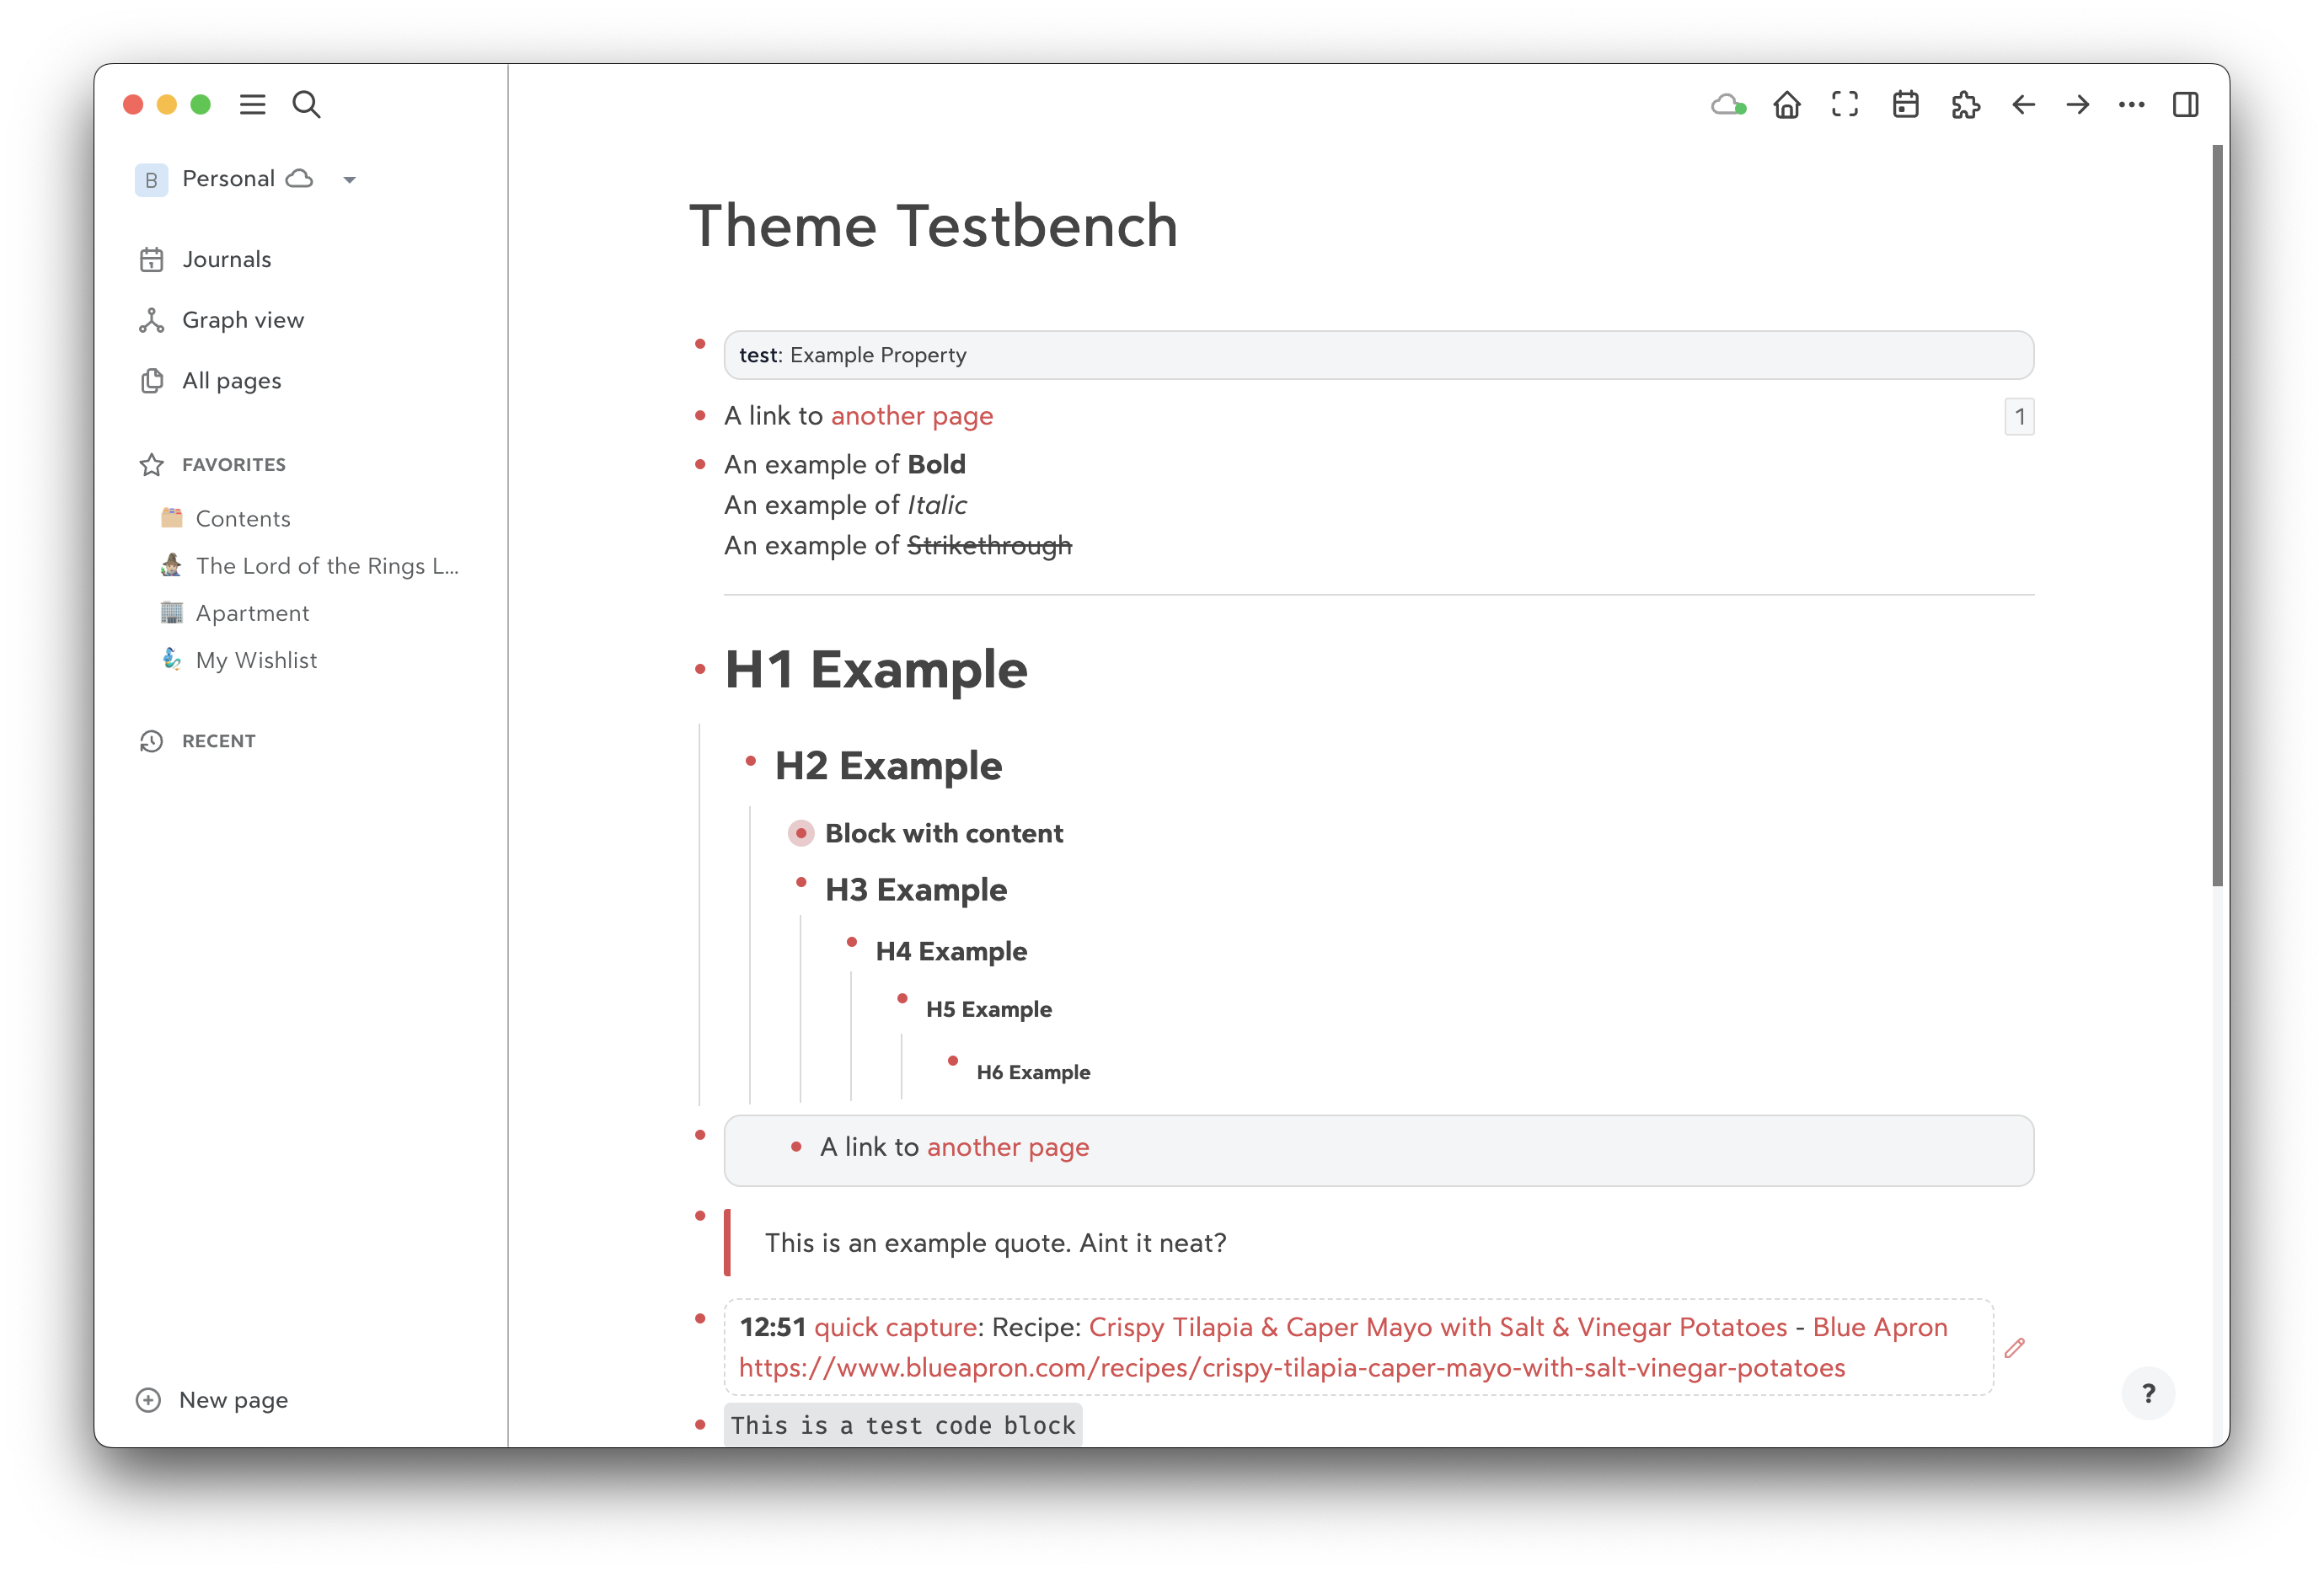 B Personal
Journals
Graph view
All pages
FAVORITES
Contents
The Lord of the Rings L...
Apartment
My Wishlist
RECENT
New page
Theme Testbench
test: Example Property
A link to another page
1
An example of Bold
An example of Italic
An example of Strikethrough
H1 Example
H2 Example
Block with content
H3 Example
H4 Example
H5 Example
H6 Example
A link to another page
This is an example quote. Aint it neat?
12:51 quick capture: Recipe: Crispy Tilapia & Caper Mayo with Salt & Vinegar Potatoes - Blue Apron
https://www.blueapron.com/recipes/crispy-tilapia-caper-mayo-with-salt-vinegar-potatoes
This is a test code block
?